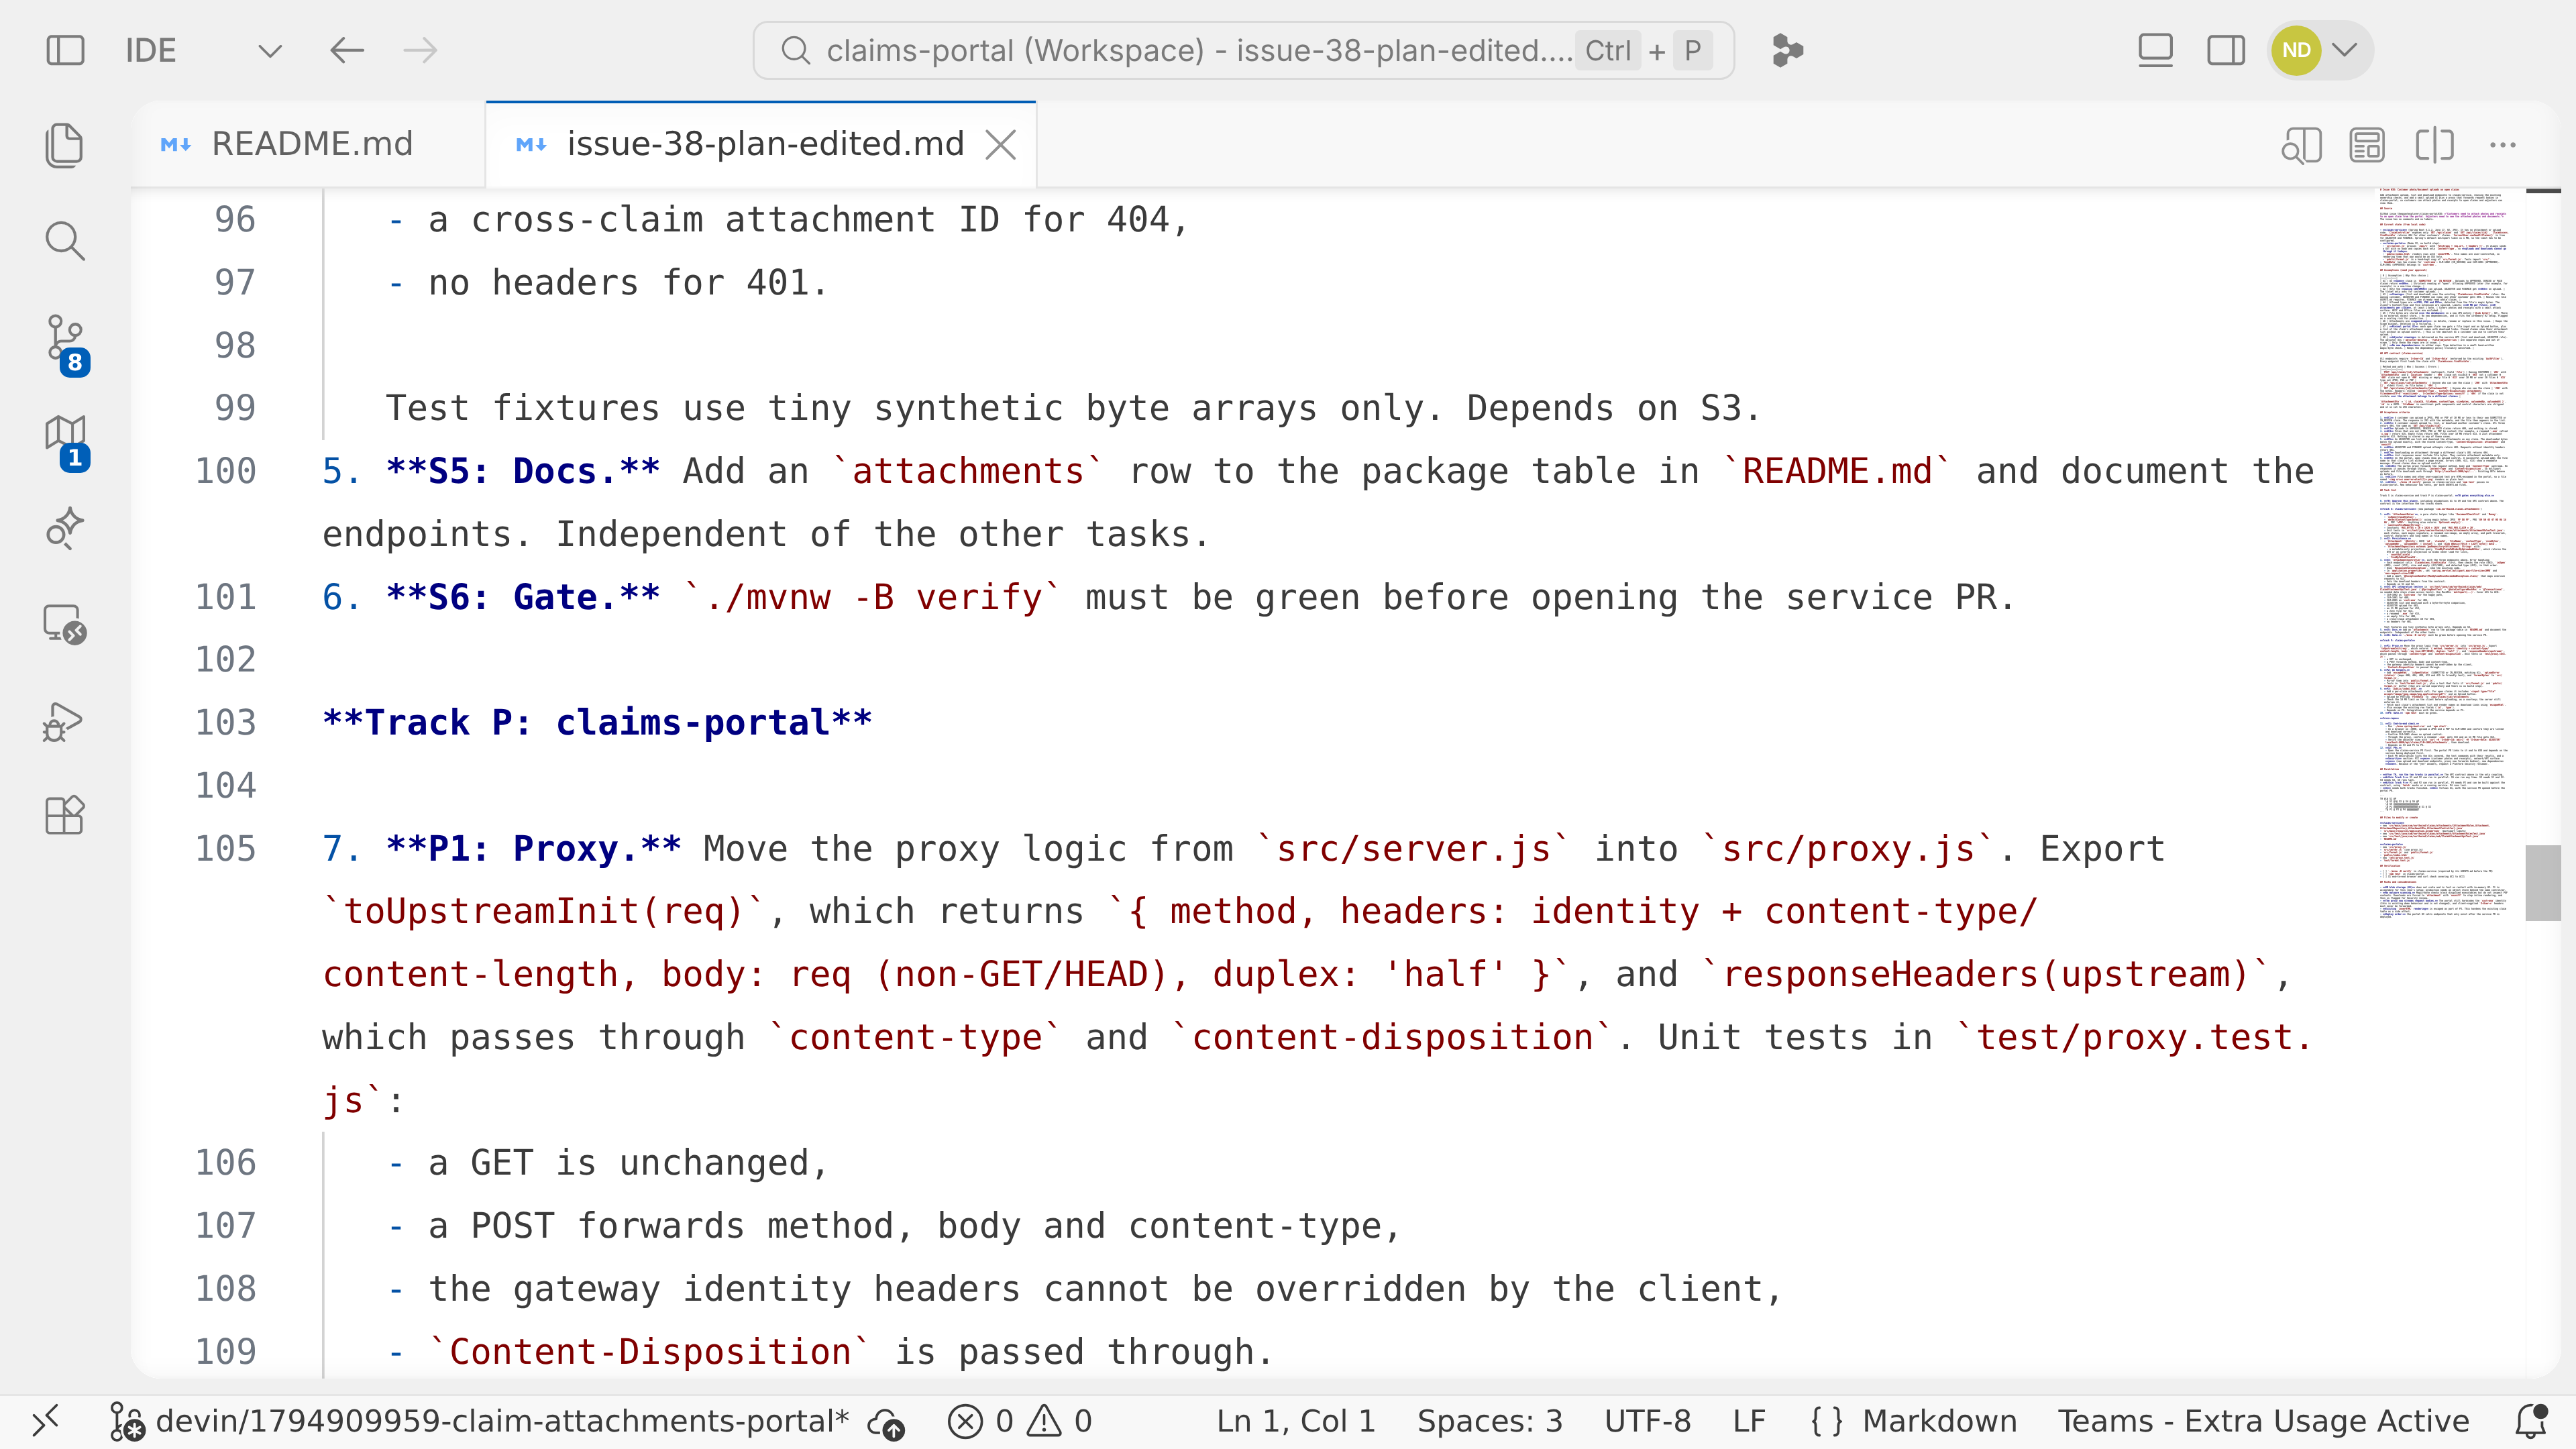 IDE
claims-portal (Workspace) - issue-38-plan-edited.... Ctrl + P
ND
README.md
issue-38-plan-edited.md
8
1
96 - a cross-claim attachment ID for 404,
97 - no headers for 401.
98
99 Test fixtures use tiny synthetic byte arrays only. Depends on S3.
100 5. **S5: Docs.** Add an `attachments` row to the package table in `README.md` and document the
endpoints. Independent of the other tasks.
101 6. **S6: Gate.** `./mvnw -B verify` must be green before opening the service PR.
102
103 **Track P: claims-portal**
104
105 7. **P1: Proxy.** Move the proxy logic from `src/server.js` into `src/proxy.js`. Export
`toUpstreamInit(req)`, which returns `{ method, headers: identity + content-type/
content-length, body: req (non-GET/HEAD), duplex: 'half' }`, and `responseHeaders(upstream)`,
which passes through `content-type` and `content-disposition`. Unit tests in `test/proxy.test.
js`:
106 - a GET is unchanged,
107 - a POST forwards method, body and content-type,
108 - the gateway identity headers cannot be overridden by the client,
109 - `Content-Disposition` is passed through.
devin/1794909959-claim-attachments-portal* 0 0 Ln 1, Col 1 Spaces: 3 UTF-8 LF { } Markdown Teams - Extra Usage Active